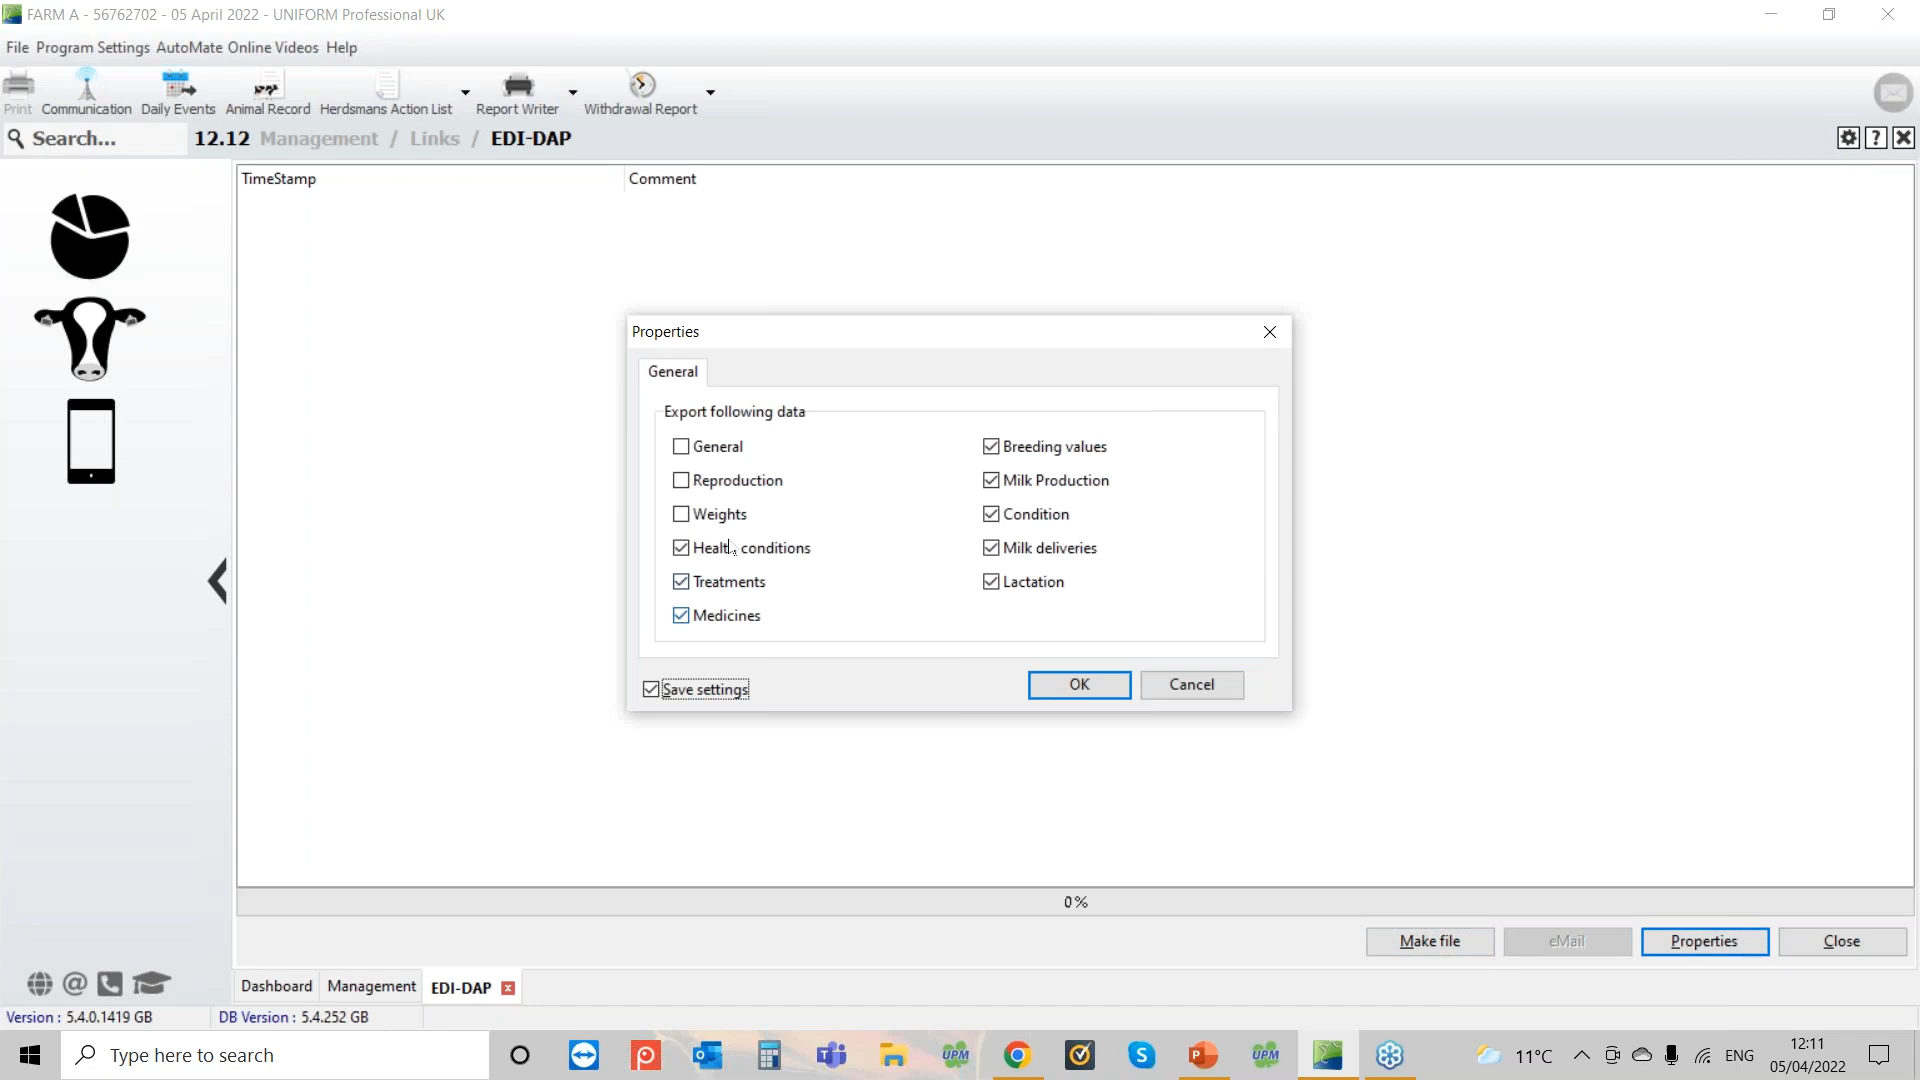 FARM A - 56762702 - 05 April 2022 - UNIFORM Professional UK
File Program Settings AutoMate Online Videos Help
Print Communication Daily Events Animal Record Herdsmans Action List Report Writer Withdrawal Report
Search... 12.12 Management / Links / EDI-DAP
TimeStamp Comment
Properties
General
Export following data
General Breeding values
Reproduction Milk Production
Weights Condition
Health conditions Milk deliveries
Treatments Lactation
Medicines
Save settings OK Cancel
0%
Make file eMail Properties Close
Dashboard Management EDI-DAP
Version : 5.4.0.1419 GB DB Version : 5.4.252 GB
Type here to search UPM UPM 11°C ENG 12:11
05/04/2022